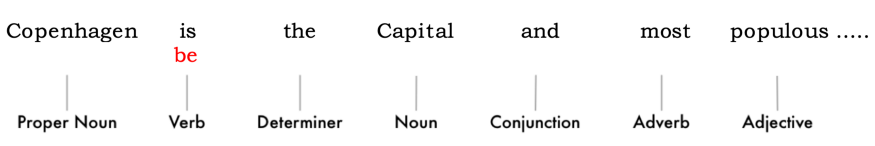 Copenhagen is the Capital and most populous .....
be
Proper Noun Verb Determiner Noun Conjunction Adverb Adjective